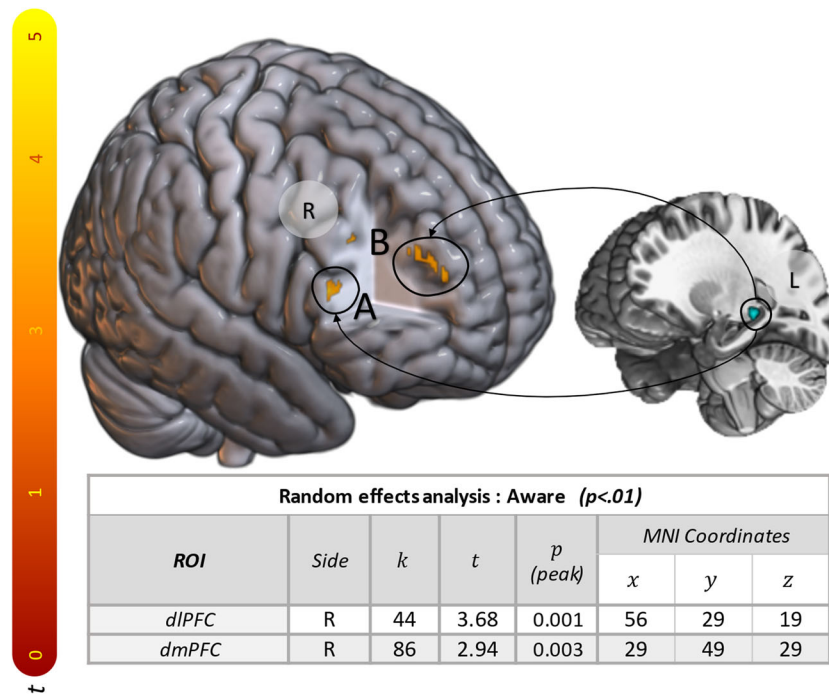 5
4
3
1
0
t
R
B
A
L
Random effects analysis : Aware (p<.01)
ROI Side k t p (peak) MNI Coordinates
x y z
dlPFC R 44 3.68 0.001 56 29 19
dmPFC R 86 2.94 0.003 29 49 29